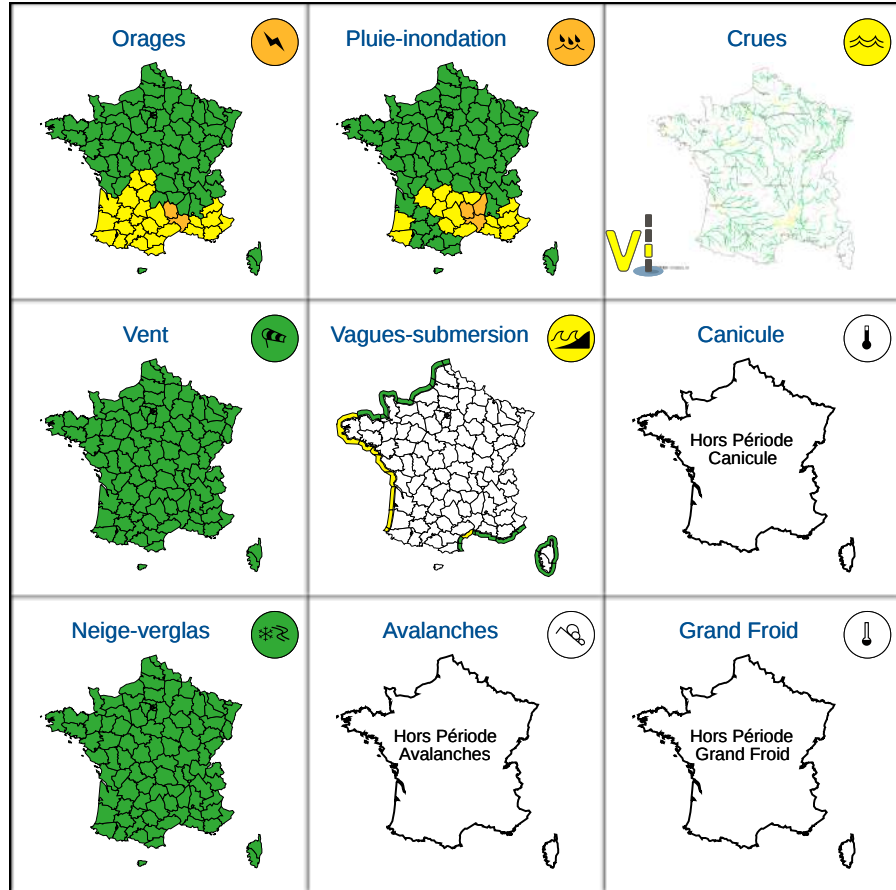 Orages
Pluie-inondation
Crues
Vi
Vent
Vagues-submersion
Canicule
Hors Période
Canicule
Neige-verglas
Avalanches
Hors Période
Avalanches
Grand Froid
Hors Période
Grand Froid